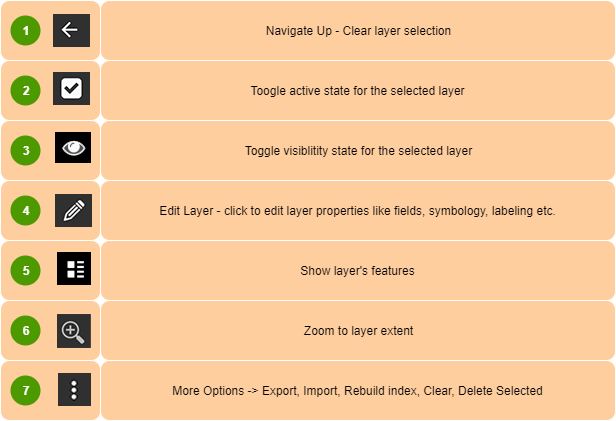 1 Navigate Up - Clear layer selection
2 Toogle active state for the selected layer
3 Toggle visiblitity state for the selected layer
4 Edit Layer - click to edit layer properties like fields, symbology, labeling etc.
5 Show layer's features
6 Zoom to layer extent
7 More Options -> Export, Import, Rebuild index, Clear, Delete Selected